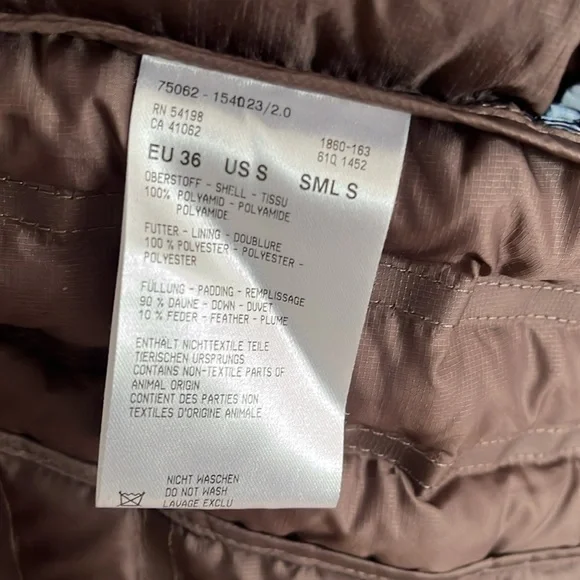 75062 - 154023/2.0
RN 54198
CA 41062
1860-163
610 1452
EU 36 US S SML S
OBERSTOFF - SHELL - TISSU
100% POLYAMID - POLYAMIDE
POLYAMIDE
FUTTER - LINING - DOUBLURE
100 % POLYESTER - POLYESTER -
POLYESTER
FÜLLUNG - PADDING - REMPLISSAGE
90 % DAUNE - DOWN - DUVET
10 % FEDER - FEATHER - PLUME
ENTHÄLT NICHTTEXTILE TEILE
TIERISCHEN URSPRUNGS
CONTAINS NON-TEXTILE PARTS OF
ANIMAL ORIGIN
CONTIENT DES PARTIES NON
TEXTILES D'ORIGINE ANIMALE
NICHT WASCHEN
DO NOT WASH
LAVAGE EXCLU